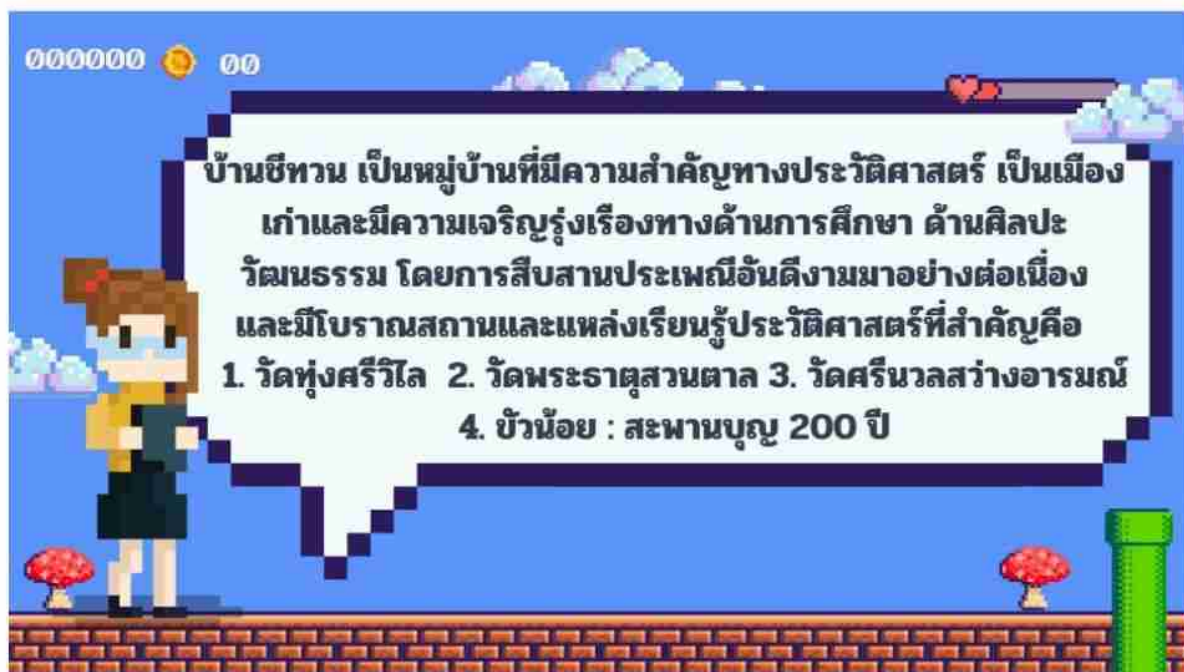 000000 00
บ้านชีทวน เป็นหมู่บ้านที่มีความสำคัญทางประวัติศาสตร์ เป็นเมือง
เก่าและมีความเจริญรุ่งเรืองทางด้านการศึกษา ด้านศิลปะ
วัฒนธรรม โดยการสืบสานประเพณีอันดีงามมาอย่างต่อเนื่อง
และมีโบราณสถานและแหล่งเรียนรู้ประวัติศาสตร์ที่สำคัญคือ
1. วัดทุ่งศรีวิไล 2. วัดพระธาตุสวนตาล 3. วัดศรีนวลสว่างอารมณ์
4. ขัวน้อย : สะพานบุญ 200 ปี